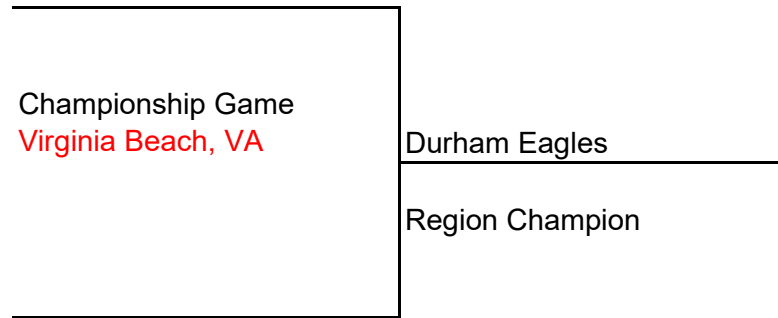 Championship Game
Virginia Beach, VA
Durham Eagles
Region Champion